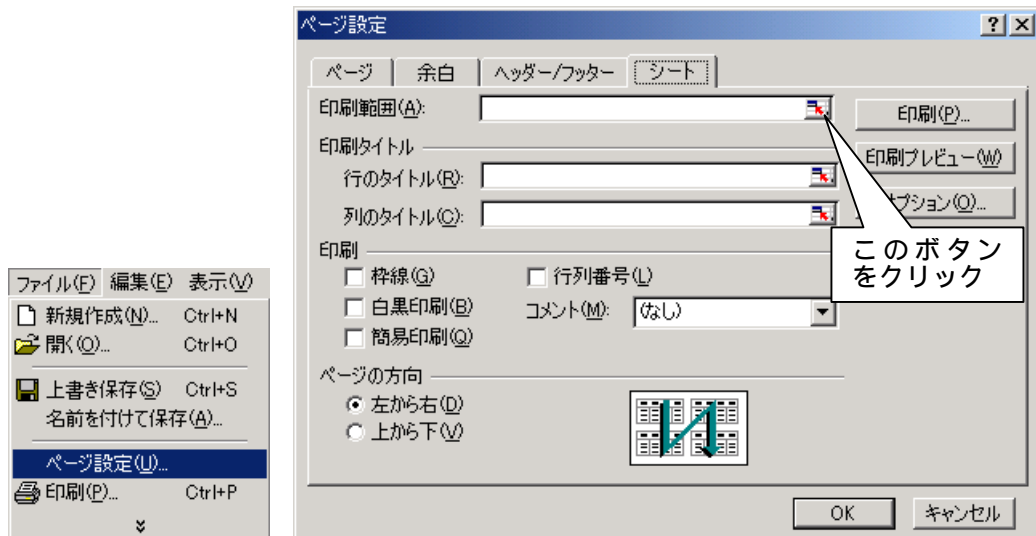 ファイル(F) 編集(E) 表示(V)
新規作成(N)... Ctrl+N
開く(O)... Ctrl+O
上書き保存(S) Ctrl+S
名前を付けて保存(A)...
ページ設定(U)...
印刷(P)... Ctrl+P
ページ設定
ページ 余白 ヘッダー/フッター シート
印刷範囲(A):
印刷(P)...
印刷タイトル
印刷プレビュー(W)
行のタイトル(R):
列のタイトル(C):
プション(O)...
このボタン
をクリック
印刷
枠線(G) 行列番号(L)
白黒印刷(B) コメント(M): (なし)
簡易印刷(Q)
ページの方向
左から右(D)
上から下(V)
OK キャンセル